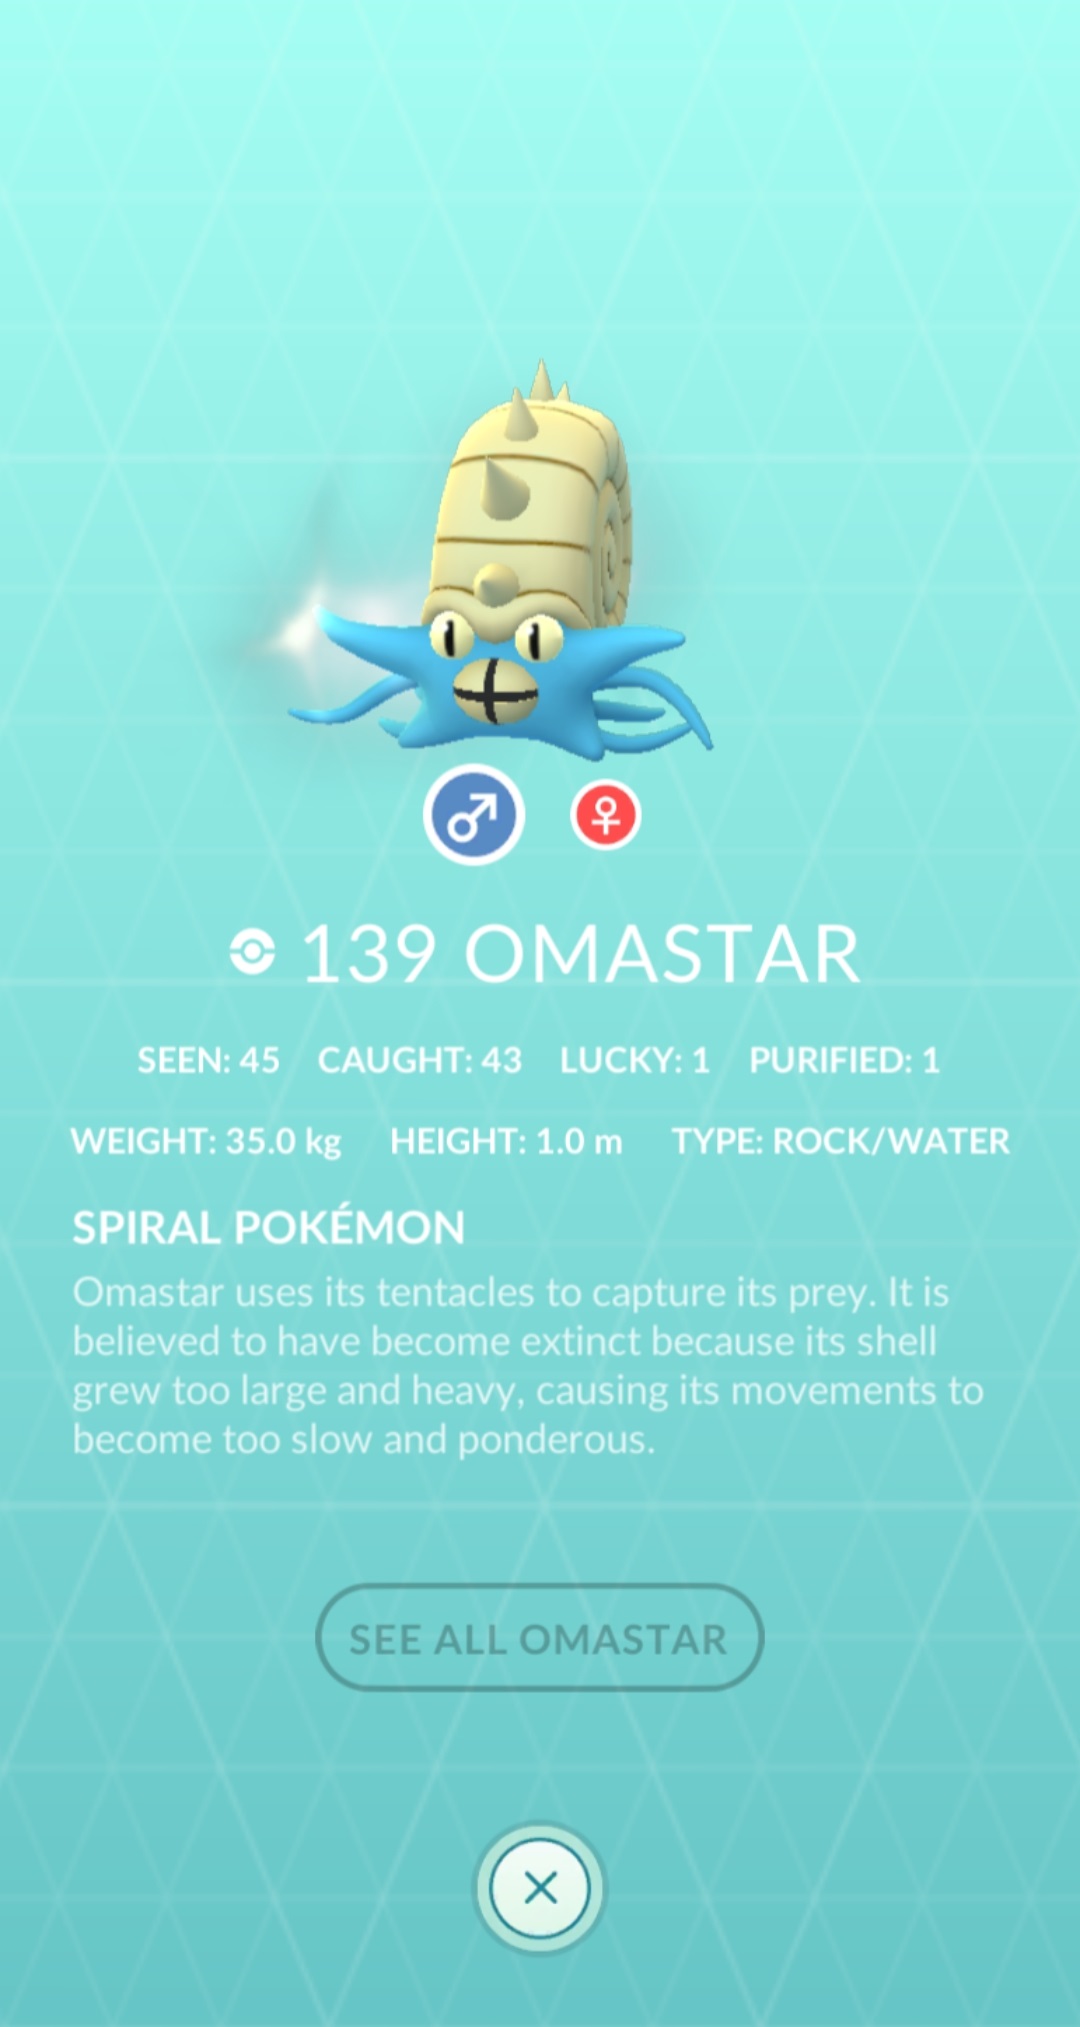 139 OMASTAR
SEEN: 45 CAUGHT: 43 LUCKY: 1 PURIFIED: 1
WEIGHT: 35.0 kg HEIGHT: 1.0 m TYPE: ROCK/WATER
SPIRAL POKÉMON
Omastar uses its tentacles to capture its prey. It is
believed to have become extinct because its shell
grew too large and heavy, causing its movements to
become too slow and ponderous.
SEE ALL OMASTAR